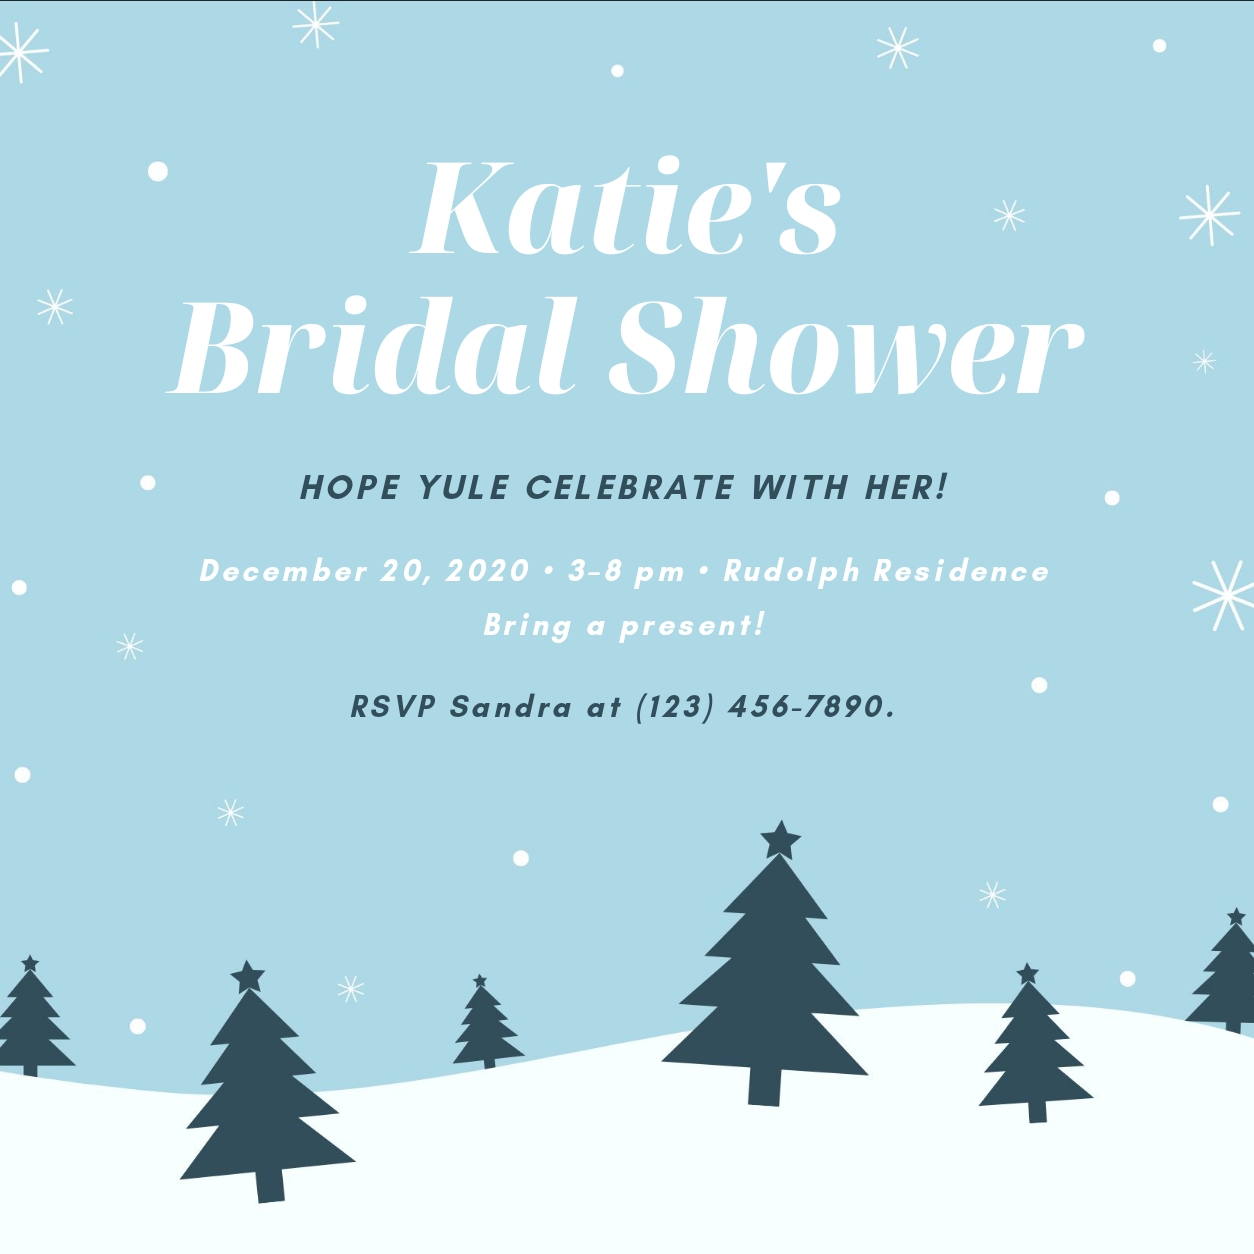 Katie's
Bridal Shower
HOPE YULE CELEBRATE WITH HER!
December 20, 2020 • 3-8 pm • Rudolph Residence
Bring a present!
RSVP Sandra at (123) 456-7890.